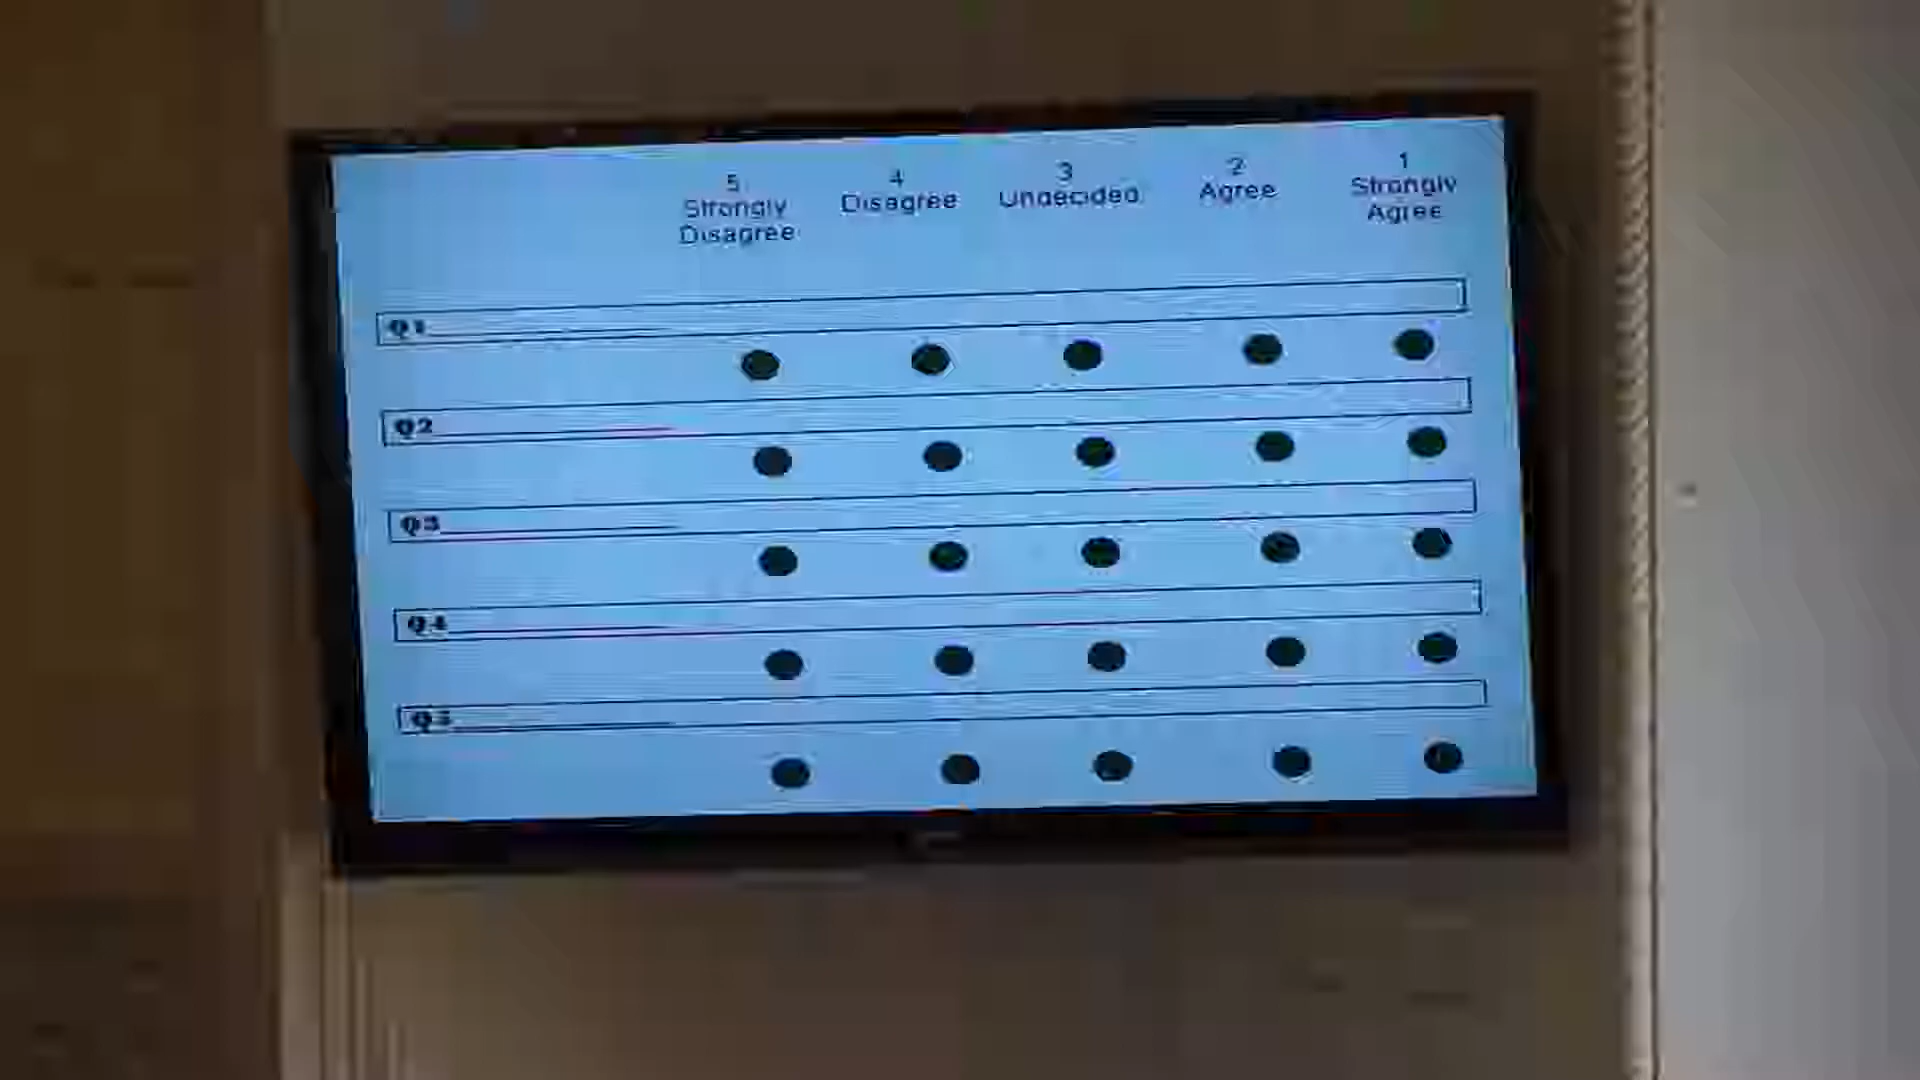 5 4 3 2 1
Strongly Disagree Disagree Undecided Agree Strongly Agree
Q1
Q2
Q3
Q4
Q5